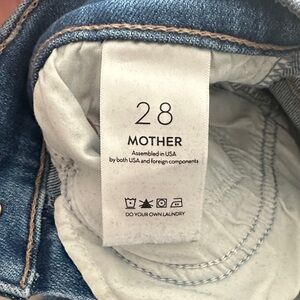 28
MOTHER
Assembled in USA
by both USA and foreign components
DO YOUR OWN LAUNDRY